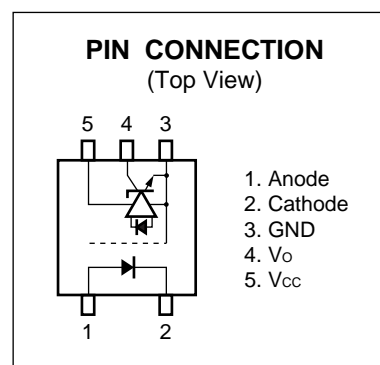 PIN CONNECTION
(Top View)
5 4 3
1. Anode
2. Cathode
3. GND
4. Vo
5. Vcc
1 2